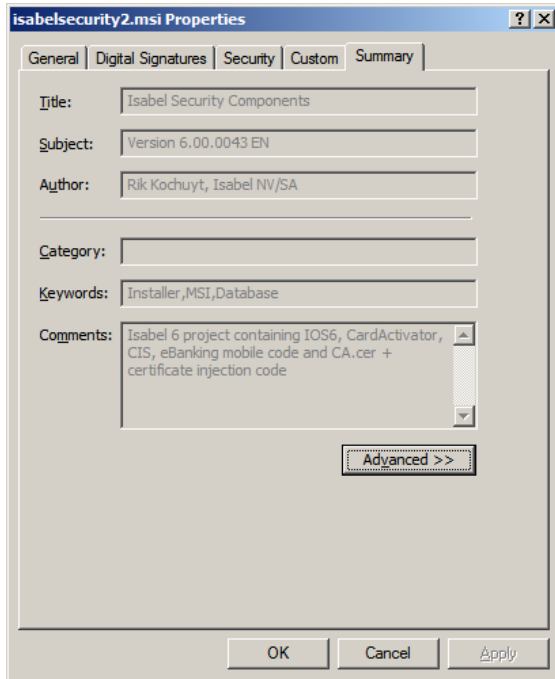 isabelsecurity2.msi Properties
? X
General Digital Signatures Security Custom Summary
Title: Isabel Security Components
Subject: Version 6.00.0043 EN
Author: Rik Kochuyt, Isabel NV/SA
Category:
Keywords: Installer,MSI,Database
Comments: Isabel 6 project containing IOS6, CardActivator,
CIS, eBanking mobile code and CA.cer +
certificate injection code
Advanced >>
OK Cancel Apply